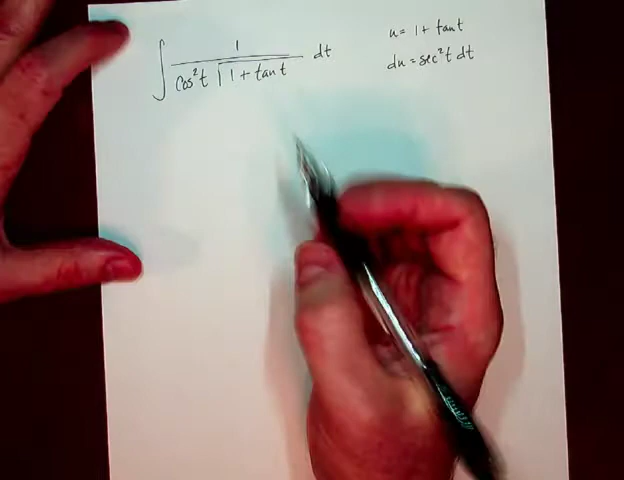 ∫ 1 / (cos²t √(1 + tan t)) dt
u = 1 + tan t
du = sec²t dt